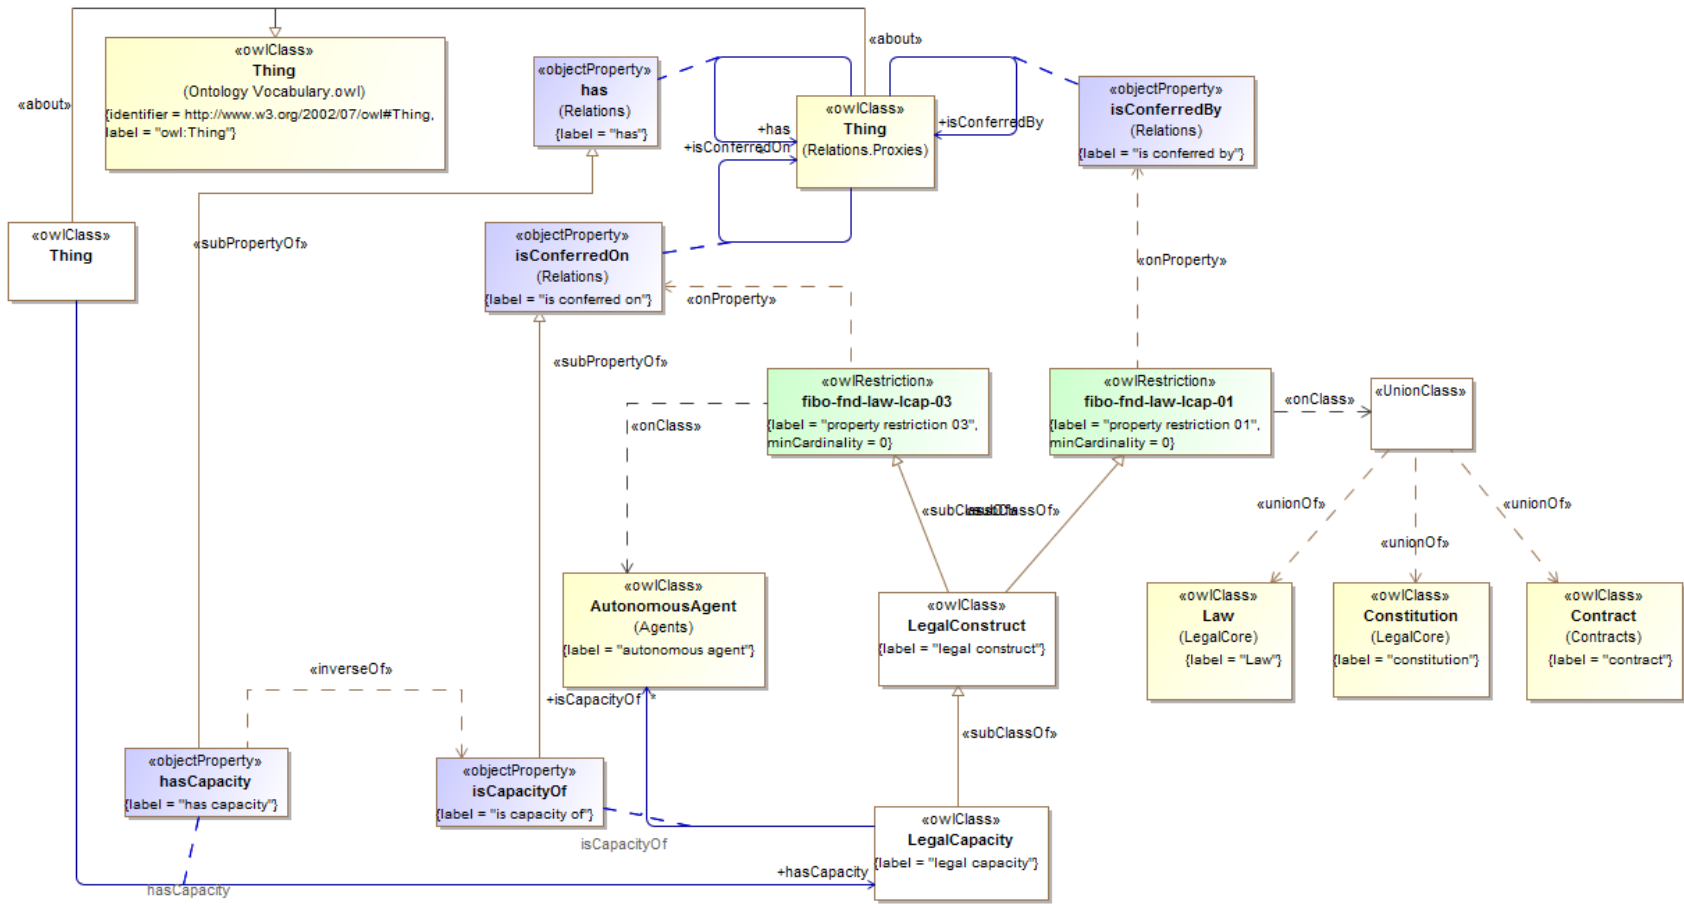 «owlClass»
Thing
(Ontology Vocabulary.owl)
{identifier = http://www.w3.org/2002/07/owl#Thing,
label = "owl:Thing"}
«about»
«about»
«objectProperty»
has
(Relations)
{label = "has"}
«owlClass»
Thing
(Relations.Proxies)
+has
+isConferredOn
+isConferredBy
«objectProperty»
isConferredBy
(Relations)
{label = "is conferred by"}
«owlClass»
Thing
«subPropertyOf»
«objectProperty»
isConferredOn
(Relations)
{label = "is conferred on"}
«onProperty»
«onProperty»
«subPropertyOf»
«owlRestriction»
fibo-fnd-law-lcap-03
{label = "property restriction 03",
minCardinality = 0}
«owlRestriction»
fibo-fnd-law-lcap-01
{label = "property restriction 01",
minCardinality = 0}
«onClass»
«UnionClass»
«onClass»
«subClassOf»
«subClassOf»
«unionOf»
«unionOf»
«unionOf»
«owlClass»
AutonomousAgent
(Agents)
{label = "autonomous agent"}
«owlClass»
LegalConstruct
{label = "legal construct"}
«owlClass»
Law
(LegalCore)
{label = "Law"}
«owlClass»
Constitution
(LegalCore)
{label = "constitution"}
«owlClass»
Contract
(Contracts)
{label = "contract"}
«inverseOf»
+isCapacityOf *
«subClassOf»
«objectProperty»
hasCapacity
{label = "has capacity"}
«objectProperty»
isCapacityOf
{label = "is capacity of"}
isCapacityOf
«owlClass»
LegalCapacity
{label = "legal capacity"}
+hasCapacity
hasCapacity